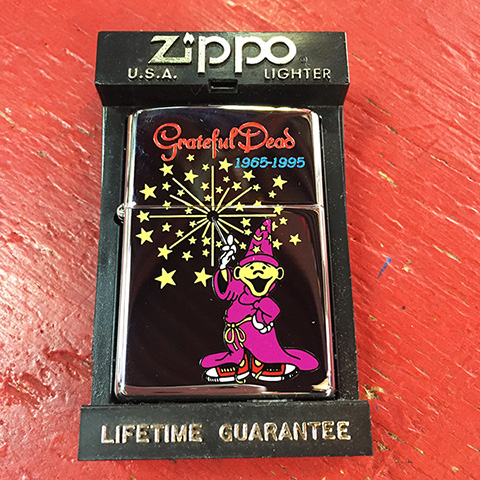 Zippo
U.S.A. LIGHTER
Grateful Dead
1965-1995
LIFETIME GUARANTEE